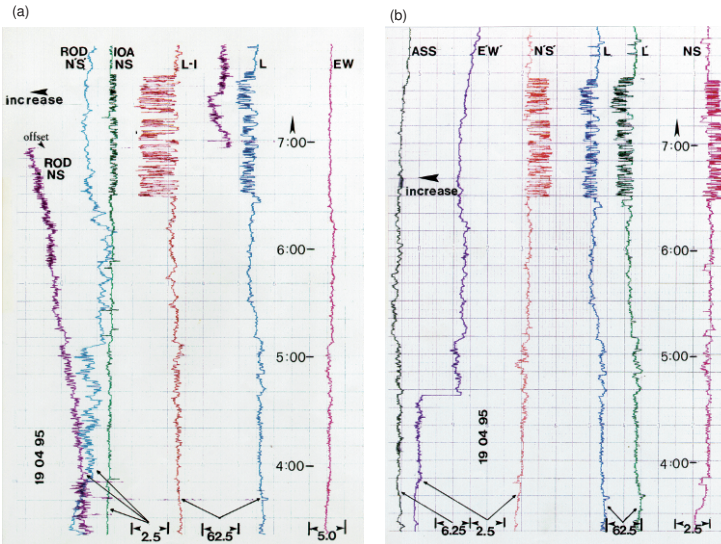 (a)
ROD N'S'
IOA NS
L-I
L
EW
increase
offset
ROD NS
7:00
6:00
5:00
4:00
19 04 95
2.5
62.5
5.0
(b)
ASS
E'W'
N'S'
L
L'
NS
7:00
increase
6:00
5:00
4:00
19 04 95
6.25
2.5
62.5
2.5